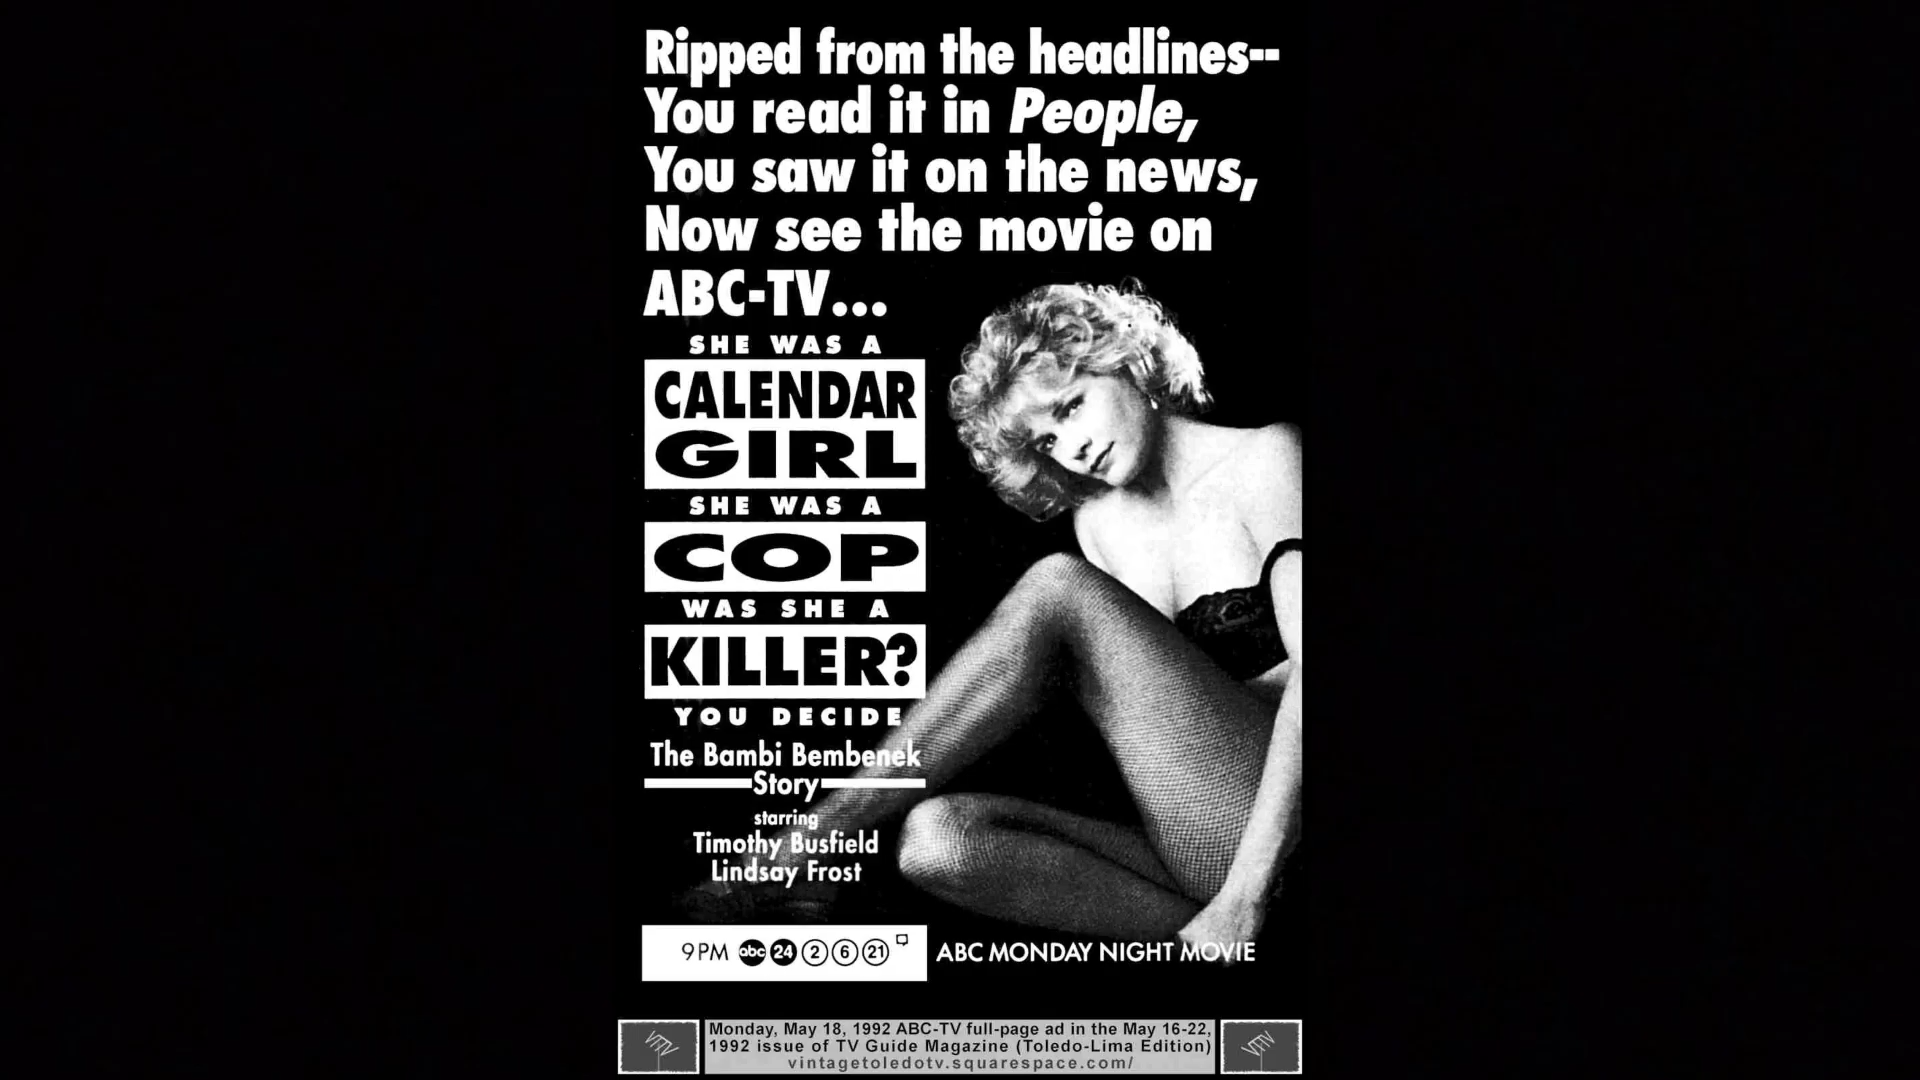 Ripped from the headlines--
You read it in People,
You saw it on the news,
Now see the movie on
ABC-TV...
SHE WAS A
CALENDAR
GIRL
SHE WAS A
COP
WAS SHE A
KILLER?
YOU DECIDE
The Bambi Bembenek
Story
starring
Timothy Busfield
Lindsay Frost
9PM abc 24 2 6 21
ABC MONDAY NIGHT MOVIE
VTTV
Monday, May 18, 1992 ABC-TV full-page ad in the May 16-22,
1992 issue of TV Guide Magazine (Toledo-Lima Edition)
vintagetoledotv.squarespace.com/
VTTV